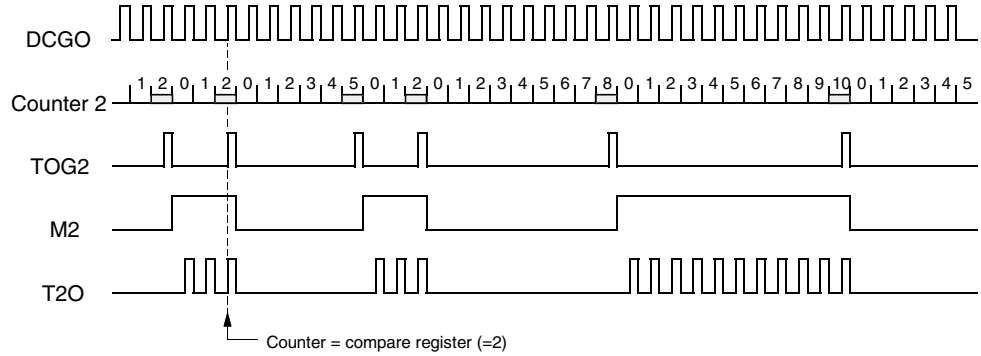 DCGO
Counter 2 1 2 0 1 2 0 1 2 3 4 5 0 1 2 0 1 2 3 4 5 6 7 8 0 1 2 3 4 5 6 7 8 9 10 0 1 2 3 4 5
TOG2
M2
T2O
Counter = compare register (=2)